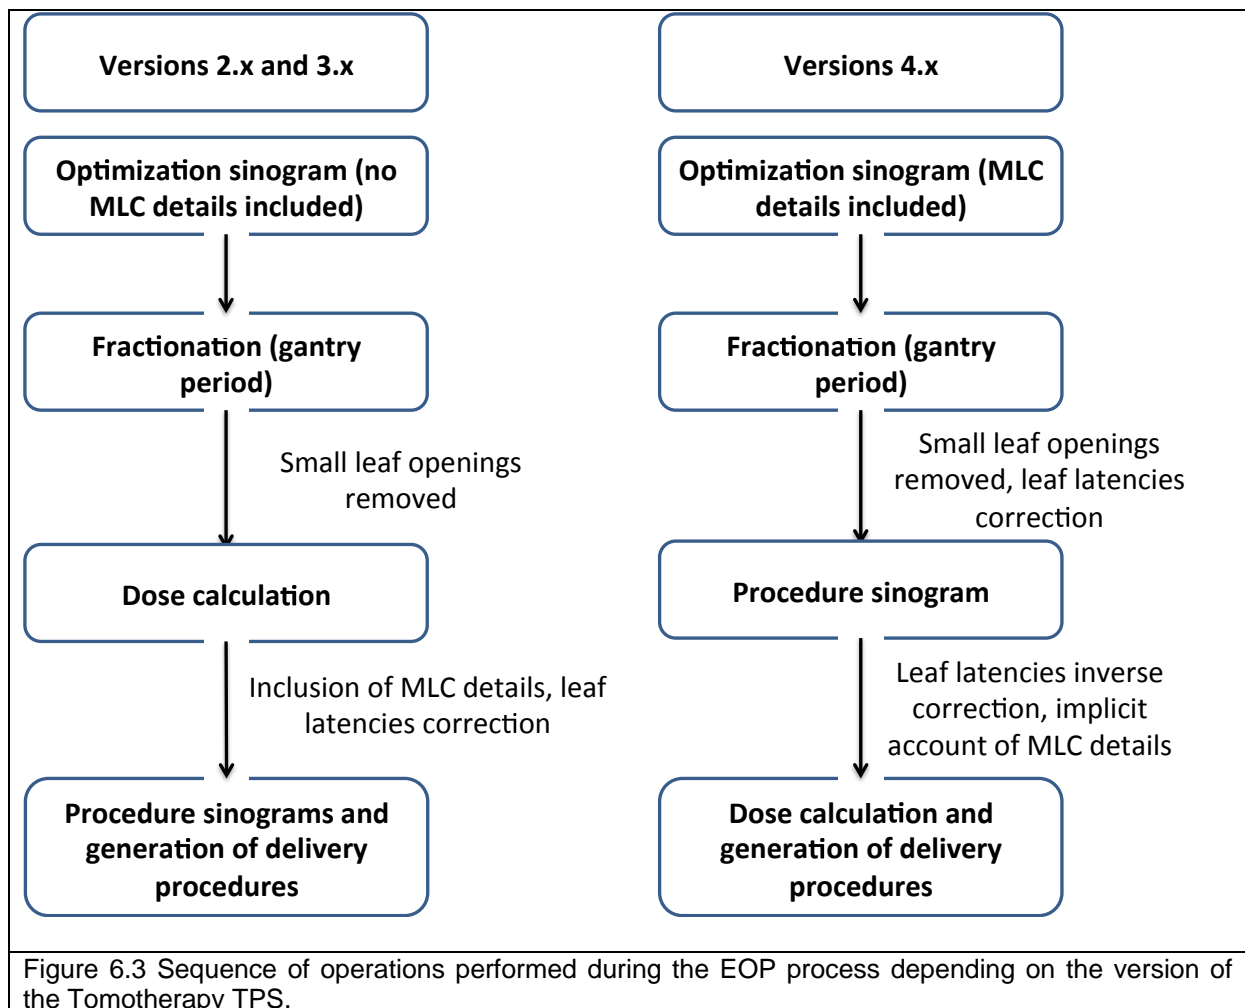 Versions 2.x and 3.x
Optimization sinogram (no
MLC details included)
Fractionation (gantry
period)
Small leaf openings
removed
Dose calculation
Inclusion of MLC details, leaf
latencies correction
Procedure sinograms and
generation of delivery
procedures
Versions 4.x
Optimization sinogram (MLC
details included)
Fractionation (gantry
period)
Small leaf openings
removed, leaf latencies
correction
Procedure sinogram
Leaf latencies inverse
correction, implicit
account of MLC details
Dose calculation and
generation of delivery
procedures
Figure 6.3 Sequence of operations performed during the EOP process depending on the version of
the Tomotherapy TPS.